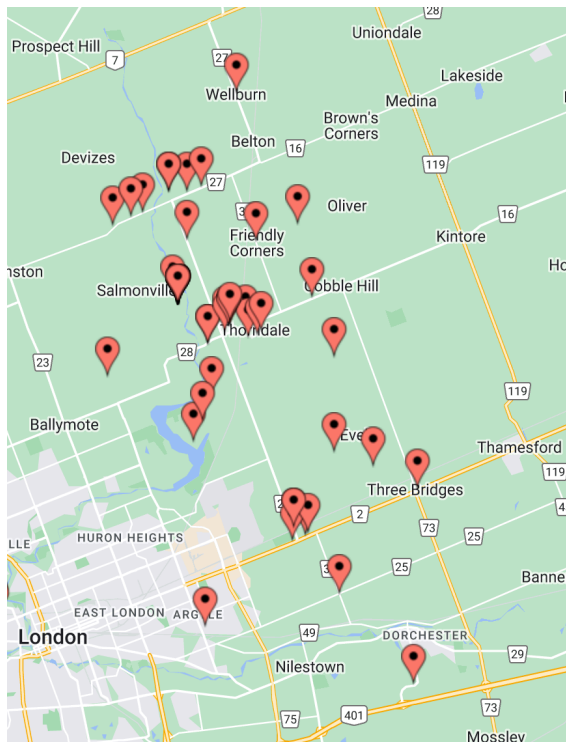 28
Uniondale
Prospect Hill
7
27
Lakeside
Wellburn
Medina
Brown's
Corners
Belton
16
Devizes
119
27
Oliver
16
Friendly
Corners
Kintore
nston
Salmonville
Cobble Hill
Thorndale
28
23
119
Ballymote
Thamesford
119
Three Bridges
2
73
HURON HEIGHTS
25
25
Banne
EAST LONDON
London
49
DORCHESTER
29
Nilestown
75
401
73
Mossley